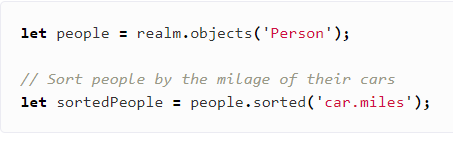 let people = realm.objects('Person');
// Sort people by the milage of their cars
let sortedPeople = people.sorted('car.miles');